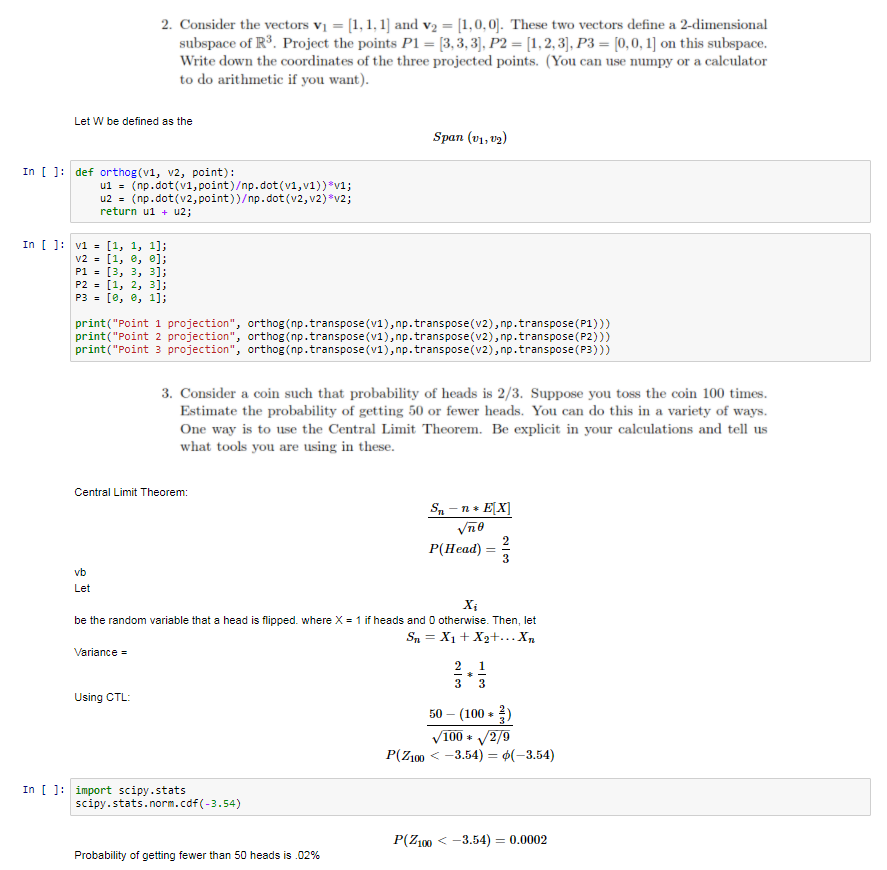 2. Consider the vectors v₁ = [1, 1, 1] and v₂ = [1, 0, 0]. These two vectors define a 2-dimensional
subspace of ℝ³. Project the points P1 = [3, 3, 3], P2 = [1, 2, 3], P3 = [0, 0, 1] on this subspace.
Write down the coordinates of the three projected points. (You can use numpy or a calculator
to do arithmetic if you want).
Let W be defined as the
Span (v₁, v₂)
In [ ]: def orthog(v1, v2, point):
    u1 = (np.dot(v1,point)/np.dot(v1,v1))*v1;
    u2 = (np.dot(v2,point))/np.dot(v2,v2)*v2;
    return u1 + u2;
In [ ]: v1 = [1, 1, 1];
v2 = [1, 0, 0];
P1 = [3, 3, 3];
P2 = [1, 2, 3];
P3 = [0, 0, 1];
print("Point 1 projection", orthog(np.transpose(v1),np.transpose(v2),np.transpose(P1)))
print("Point 2 projection", orthog(np.transpose(v1),np.transpose(v2),np.transpose(P2)))
print("Point 3 projection", orthog(np.transpose(v1),np.transpose(v2),np.transpose(P3)))
3. Consider a coin such that probability of heads is 2/3. Suppose you toss the coin 100 times.
Estimate the probability of getting 50 or fewer heads. You can do this in a variety of ways.
One way is to use the Central Limit Theorem. Be explicit in your calculations and tell us
what tools you are using in these.
Central Limit Theorem:
Sₙ − n * E[X]
√n θ
P(Head) = 2/3
vb
Let
Xᵢ
be the random variable that a head is flipped. where X = 1 if heads and 0 otherwise. Then, let
Sₙ = X₁ + X₂+. . . Xₙ
Variance =
2/3 * 1/3
Using CTL:
50 − (100 * 2/3)
√100 * √2/9
P(Z₁₀₀ < −3.54) = ϕ(−3.54)
In [ ]: import scipy.stats
scipy.stats.norm.cdf(-3.54)
P(Z₁₀₀ < −3.54) = 0.0002
Probability of getting fewer than 50 heads is .02%